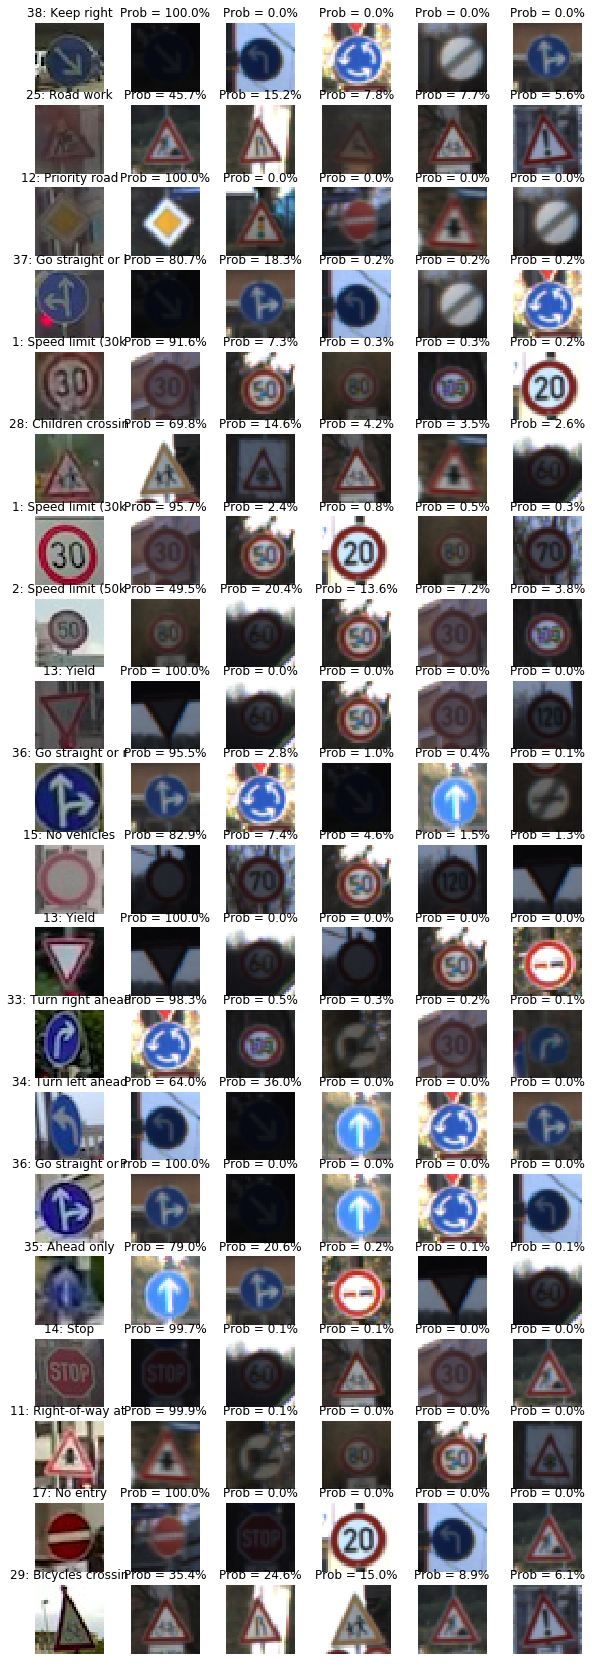 38: Keep right Prob = 100.0% Prob = 0.0% Prob = 0.0% Prob = 0.0% Prob = 0.0%
25: Road work Prob = 45.7% Prob = 15.2% Prob = 7.8% Prob = 7.7% Prob = 5.6%
12: Priority road Prob = 100.0% Prob = 0.0% Prob = 0.0% Prob = 0.0% Prob = 0.0%
37: Go straight or l Prob = 80.7% Prob = 18.3% Prob = 0.2% Prob = 0.2% Prob = 0.2%
1: Speed limit (30k Prob = 91.6% Prob = 7.3% Prob = 0.3% Prob = 0.3% Prob = 0.2%
30 30 50 80 100 20
28: Children crossin Prob = 69.8% Prob = 14.6% Prob = 4.2% Prob = 3.5% Prob = 2.6%
60
1: Speed limit (30k Prob = 95.7% Prob = 2.4% Prob = 0.8% Prob = 0.5% Prob = 0.3%
30 30 50 20 80 70
2: Speed limit (50k Prob = 49.5% Prob = 20.4% Prob = 13.6% Prob = 7.2% Prob = 3.8%
50 80 60 50 30 100
13: Yield Prob = 100.0% Prob = 0.0% Prob = 0.0% Prob = 0.0% Prob = 0.0%
60 50 30 120
36: Go straight or r Prob = 95.5% Prob = 2.8% Prob = 1.0% Prob = 0.4% Prob = 0.1%
15: No vehicles Prob = 82.9% Prob = 7.4% Prob = 4.6% Prob = 1.5% Prob = 1.3%
70 50 120
13: Yield Prob = 100.0% Prob = 0.0% Prob = 0.0% Prob = 0.0% Prob = 0.0%
60 50
33: Turn right ahead Prob = 98.3% Prob = 0.5% Prob = 0.3% Prob = 0.2% Prob = 0.1%
100 30
34: Turn left ahead Prob = 64.0% Prob = 36.0% Prob = 0.0% Prob = 0.0% Prob = 0.0%
36: Go straight or r Prob = 100.0% Prob = 0.0% Prob = 0.0% Prob = 0.0% Prob = 0.0%
35: Ahead only Prob = 79.0% Prob = 20.6% Prob = 0.2% Prob = 0.1% Prob = 0.1%
60
14: Stop Prob = 99.7% Prob = 0.1% Prob = 0.1% Prob = 0.0% Prob = 0.0%
STOP STOP 60 30
11: Right-of-way at Prob = 99.9% Prob = 0.1% Prob = 0.0% Prob = 0.0% Prob = 0.0%
80 50
17: No entry Prob = 100.0% Prob = 0.0% Prob = 0.0% Prob = 0.0% Prob = 0.0%
STOP 20
29: Bicycles crossin Prob = 35.4% Prob = 24.6% Prob = 15.0% Prob = 8.9% Prob = 6.1%